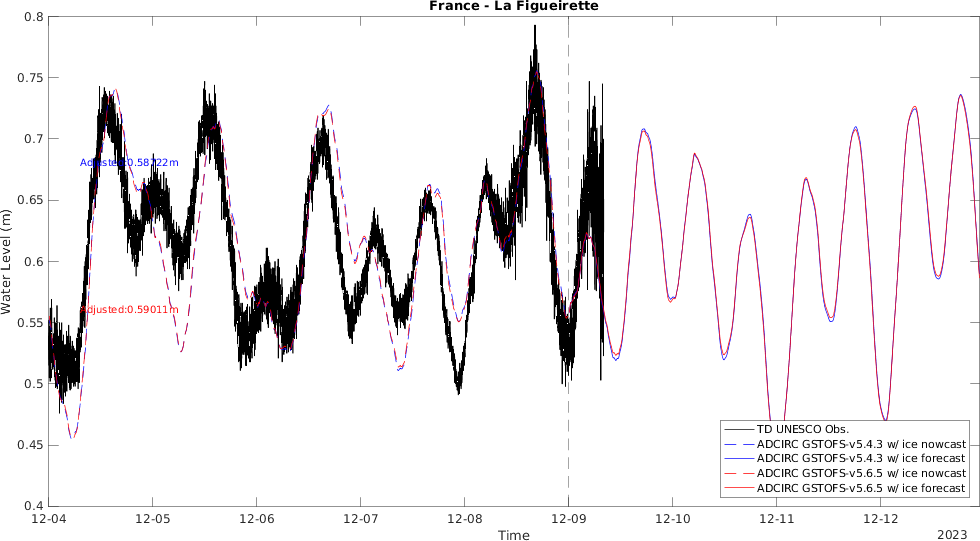 France - La Figueirette
0.8
0.75
0.7
0.65
0.6
0.55
0.5
0.45
0.4
Water Level (m)
Adjusted:0.58722m
Adjusted:0.59011m
TD UNESCO Obs.
ADCIRC GSTOFS-v5.4.3 w/ ice nowcast
ADCIRC GSTOFS-v5.4.3 w/ ice forecast
ADCIRC GSTOFS-v5.6.5 w/ ice nowcast
ADCIRC GSTOFS-v5.6.5 w/ ice forecast
12-04 12-05 12-06 12-07 12-08 12-09 12-10 12-11 12-12
Time
2023